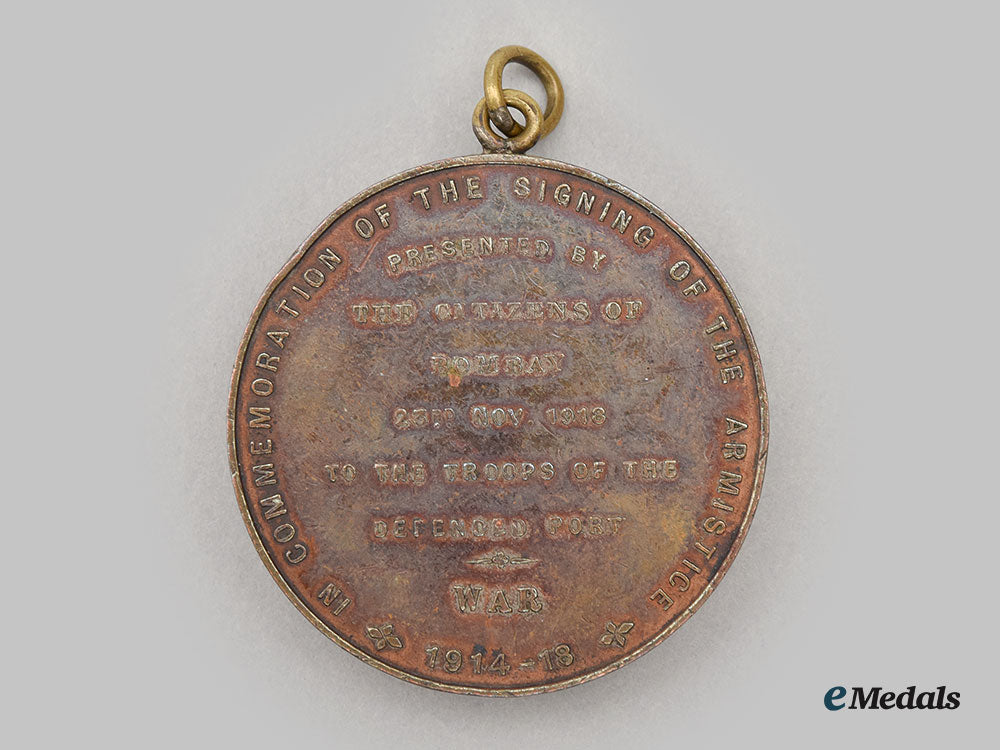 IN COMMEMORATION OF THE SIGNING OF THE ARMISTICE
PRESENTED BY
THE CITIZENS OF
BOMBAY
23RD NOV. 1918
TO THE TROOPS OF THE
DEFENDED PORT
WAR
1914-18
eMedals